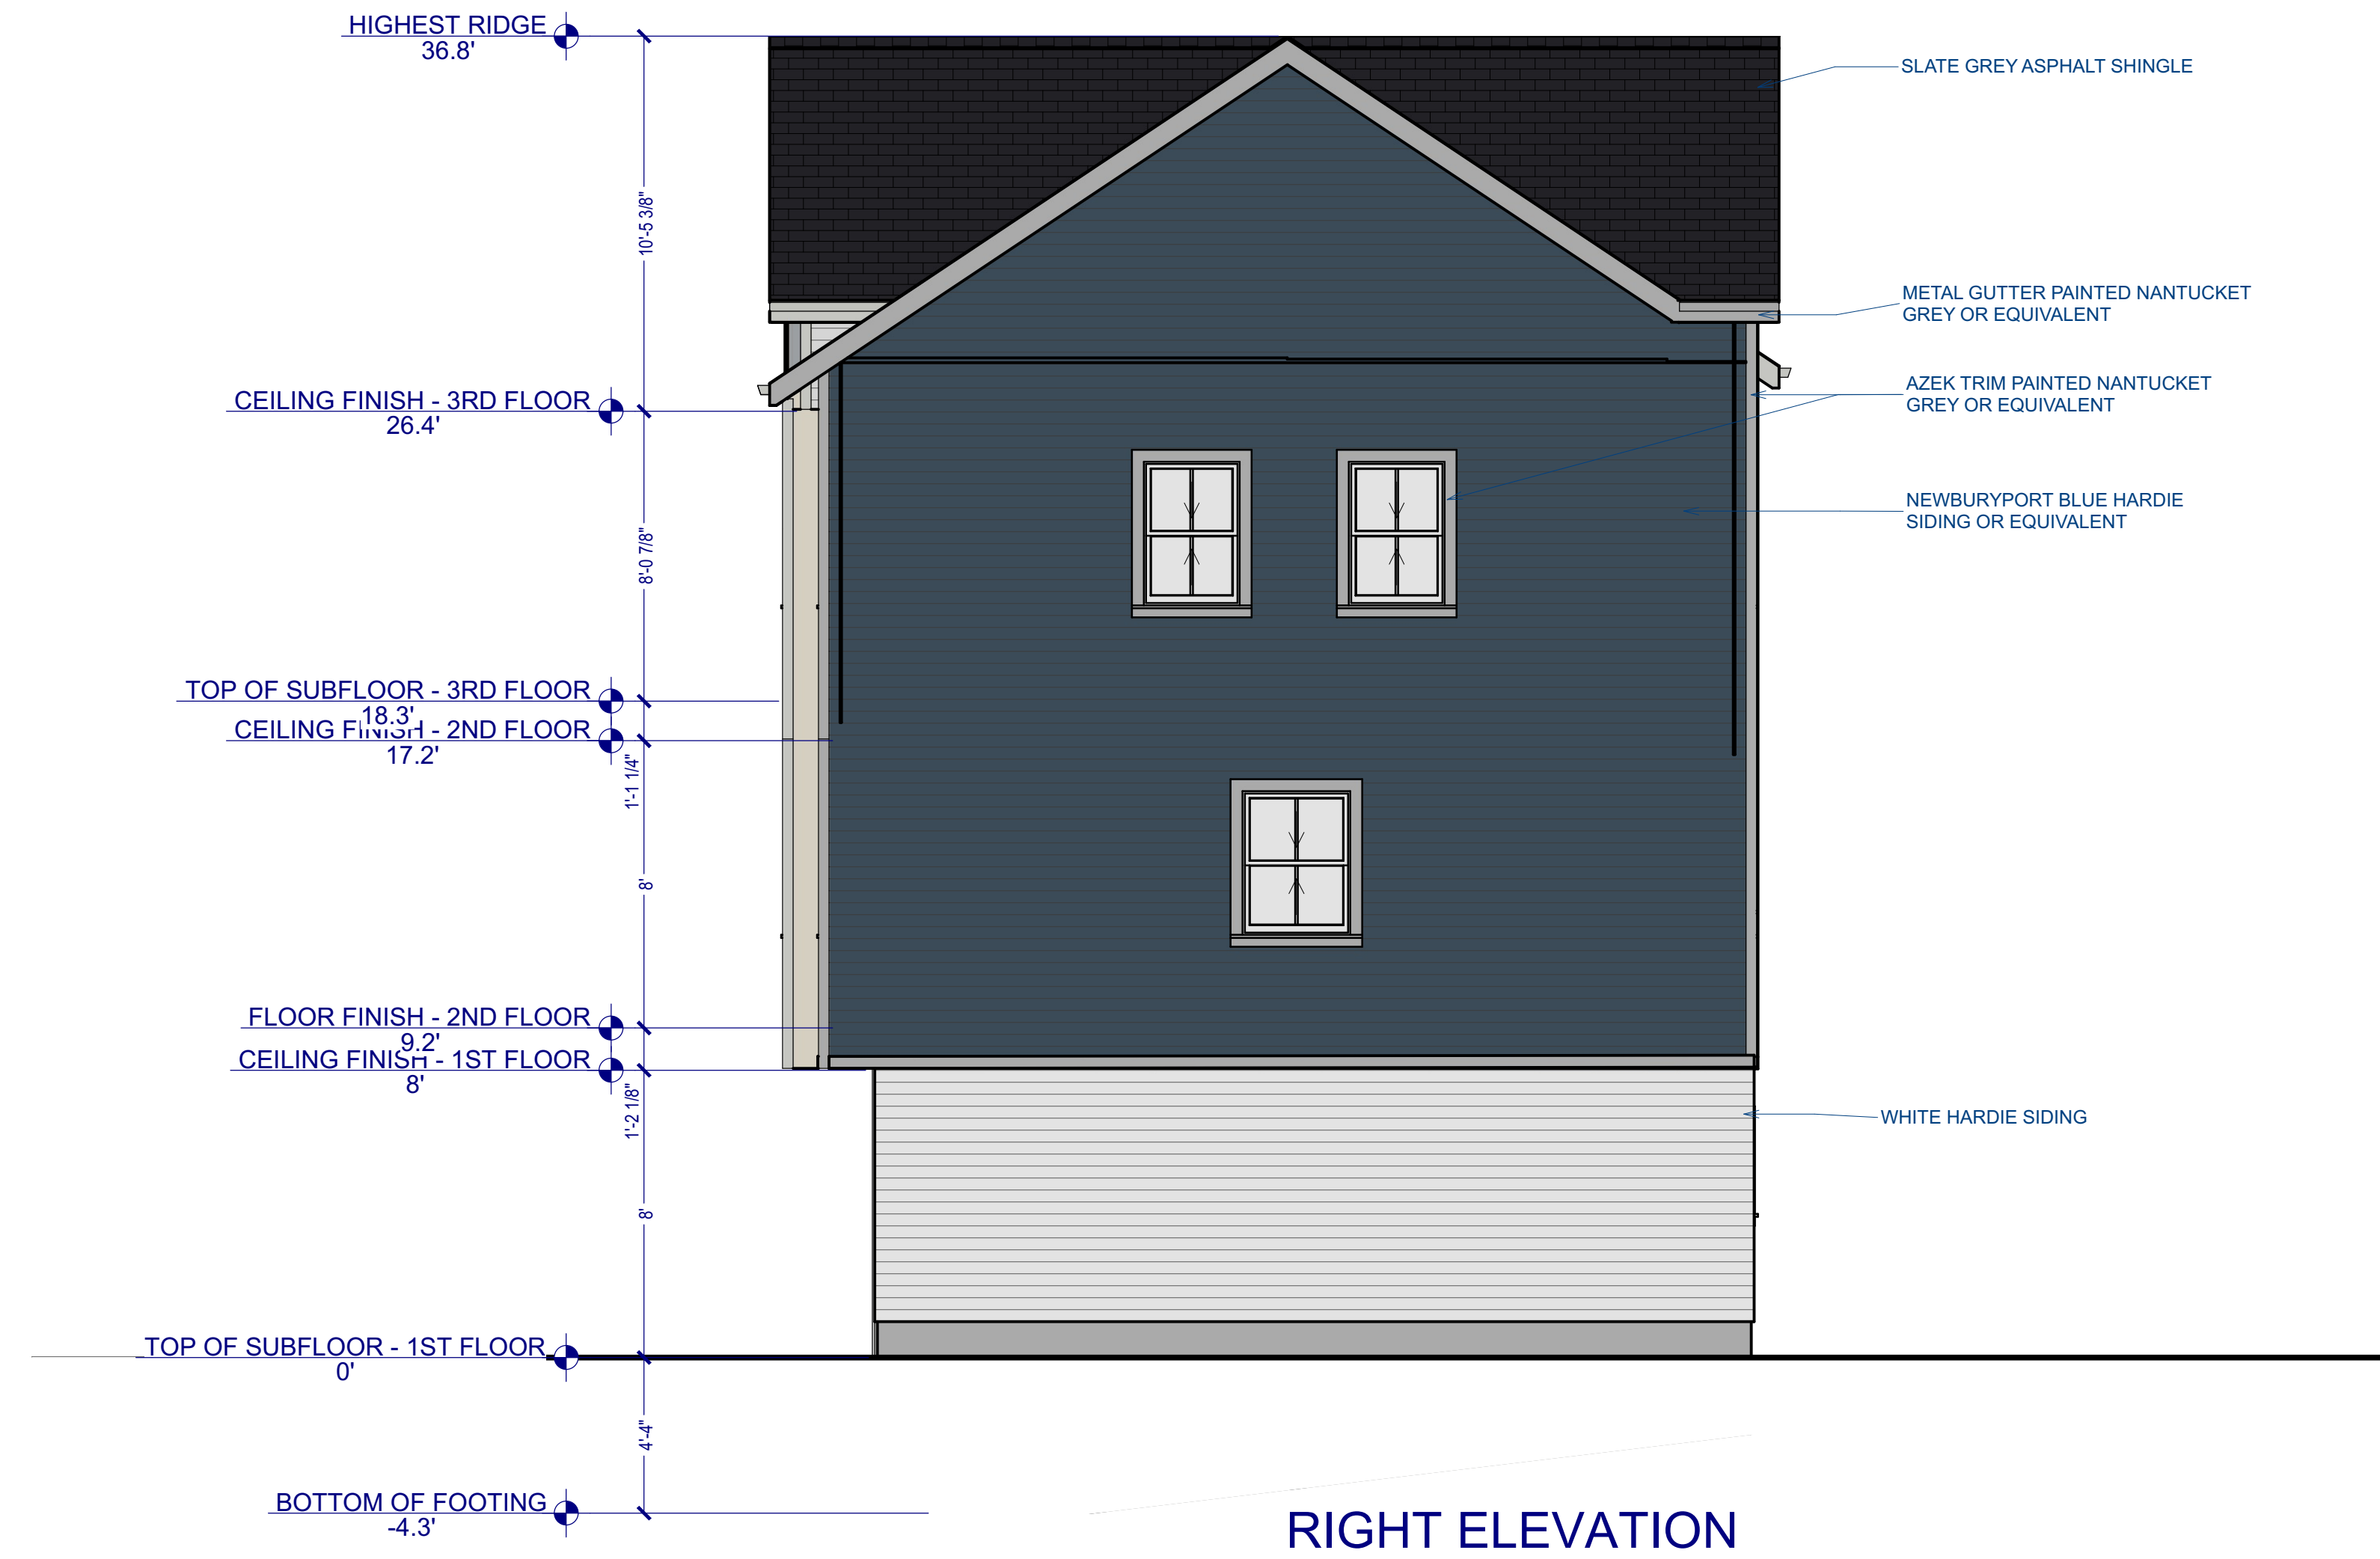 HIGHEST RIDGE
36.8'
SLATE GREY ASPHALT SHINGLE
10'-5 3/8"
METAL GUTTER PAINTED NANTUCKET
GREY OR EQUIVALENT
AZEK TRIM PAINTED NANTUCKET
GREY OR EQUIVALENT
CEILING FINISH - 3RD FLOOR
26.4'
NEWBURYPORT BLUE HARDIE
SIDING OR EQUIVALENT
8'-0 7/8"
TOP OF SUBFLOOR - 3RD FLOOR
18.3'
CEILING FINISH - 2ND FLOOR
17.2'
1'-1 1/4"
8'
FLOOR FINISH - 2ND FLOOR
9.2'
CEILING FINISH - 1ST FLOOR
8'
1'-2 1/8"
WHITE HARDIE SIDING
8'
TOP OF SUBFLOOR - 1ST FLOOR
0'
4'-4"
BOTTOM OF FOOTING
-4.3'
RIGHT ELEVATION